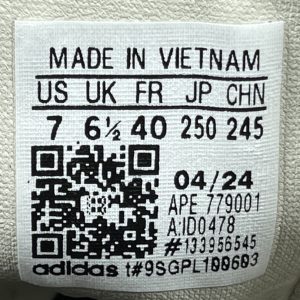 MADE IN VIETNAM
US UK FR JP CHN
7 6½ 40 250 245
04/24
APE 779001
A:ID0478
#133956545
adidas t#9SGPL100603